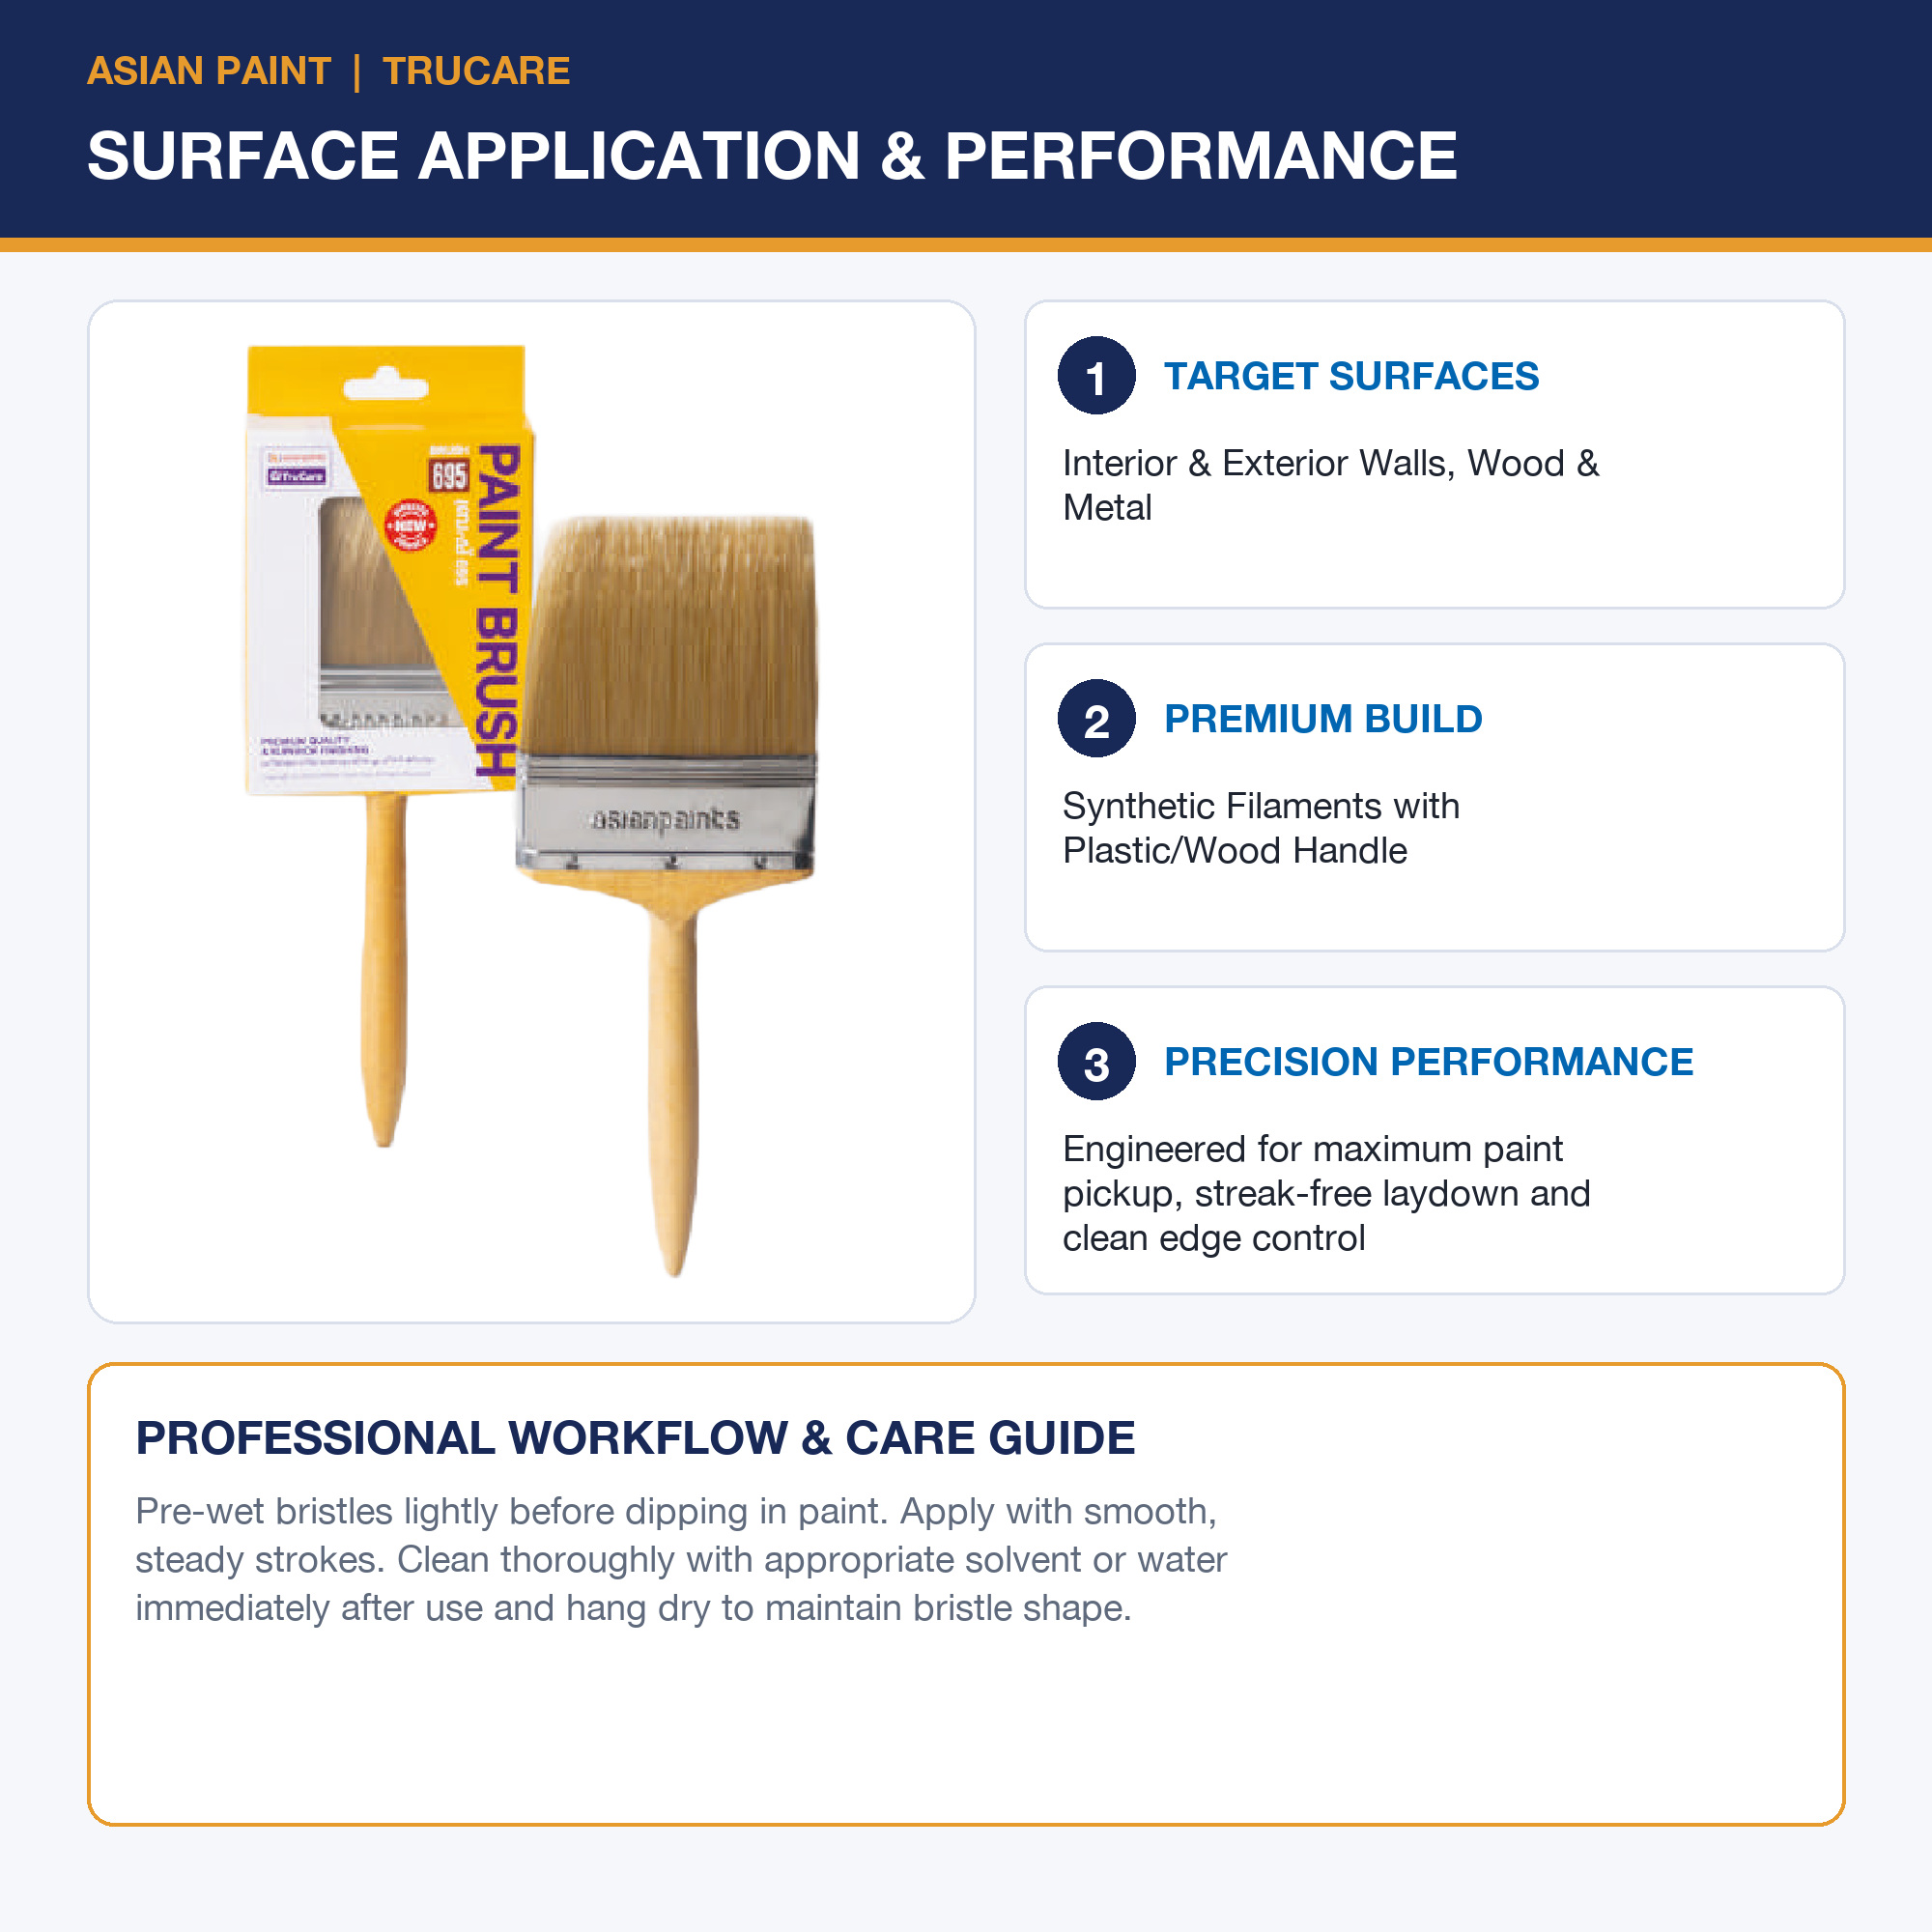 ASIAN PAINT | TRUCARE
SURFACE APPLICATION & PERFORMANCE
TruCare
695
NEW
PAINT BRUSH
PREMIUM QUALITY
asianpaints
1 TARGET SURFACES
Interior & Exterior Walls, Wood &
Metal
2 PREMIUM BUILD
Synthetic Filaments with
Plastic/Wood Handle
3 PRECISION PERFORMANCE
Engineered for maximum paint
pickup, streak-free laydown and
clean edge control
PROFESSIONAL WORKFLOW & CARE GUIDE
Pre-wet bristles lightly before dipping in paint. Apply with smooth,
steady strokes. Clean thoroughly with appropriate solvent or water
immediately after use and hang dry to maintain bristle shape.